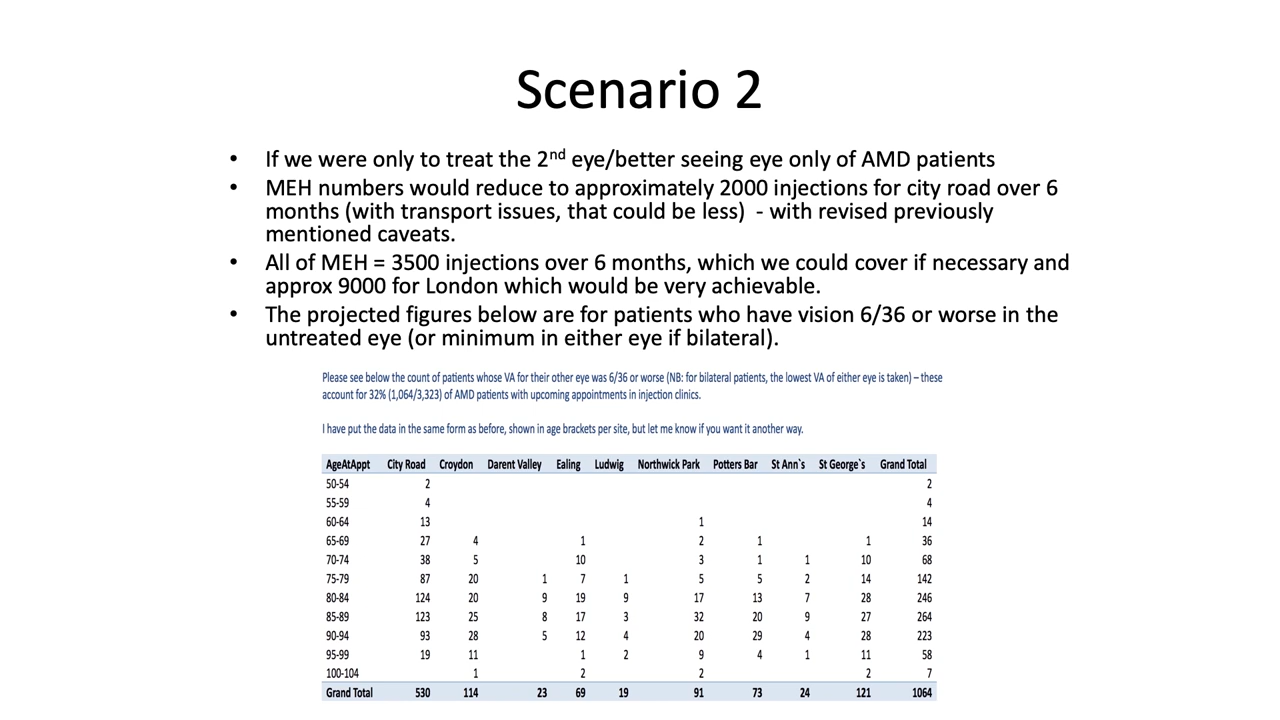 Scenario 2
• If we were only to treat the 2nd eye/better seeing eye only of AMD patients
• MEH numbers would reduce to approximately 2000 injections for city road over 6
months (with transport issues, that could be less)  - with revised previously
mentioned caveats.
• All of MEH = 3500 injections over 6 months, which we could cover if necessary and
approx 9000 for London which would be very achievable.
• The projected figures below are for patients who have vision 6/36 or worse in the
untreated eye (or minimum in either eye if bilateral).
Please see below the count of patients whose VA for their other eye was 6/36 or worse (NB: for bilateral patients, the lowest VA of either eye is taken) – these
account for 32% (1,064/3,323) of AMD patients with upcoming appointments in injection clinics.
I have put the data in the same form as before, shown in age brackets per site, but let me know if you want it another way.
AgeAtAppt City Road Croydon Darent Valley Ealing Ludwig Northwick Park Potters Bar St Ann`s St George`s Grand Total
50-54 2 2
55-59 4 4
60-64 13 1 14
65-69 27 4 1 2 1 1 36
70-74 38 5 10 3 1 1 10 68
75-79 87 20 1 7 1 5 5 2 14 142
80-84 124 20 9 19 9 17 13 7 28 246
85-89 123 25 8 17 3 32 20 9 27 264
90-94 93 28 5 12 4 20 29 4 28 223
95-99 19 11 1 2 9 4 1 11 58
100-104 1 2 2 2 7
Grand Total 530 114 23 69 19 91 73 24 121 1064